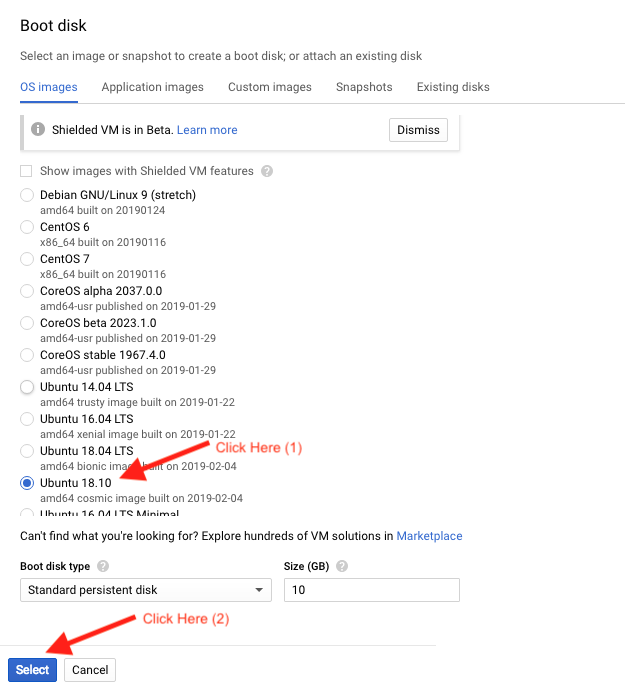 Boot disk
Select an image or snapshot to create a boot disk; or attach an existing disk
OS images Application images Custom images Snapshots Existing disks
Shielded VM is in Beta. Learn more Dismiss
Show images with Shielded VM features
Debian GNU/Linux 9 (stretch)
amd64 built on 20190124
CentOS 6
x86_64 built on 20190116
CentOS 7
x86_64 built on 20190116
CoreOS alpha 2037.0.0
amd64-usr published on 2019-01-29
CoreOS beta 2023.1.0
amd64-usr published on 2019-01-29
CoreOS stable 1967.4.0
amd64-usr published on 2019-01-29
Ubuntu 14.04 LTS
amd64 trusty image built on 2019-01-22
Ubuntu 16.04 LTS
amd64 xenial image built on 2019-01-22
Click Here (1)
Ubuntu 18.04 LTS
amd64 bionic image built on 2019-02-04
Ubuntu 18.10
amd64 cosmic image built on 2019-02-04
Ubuntu 16.04 LTS Minimal
Can't find what you're looking for? Explore hundreds of VM solutions in Marketplace
Boot disk type ? Size (GB) ?
Standard persistent disk 10
Click Here (2)
Select Cancel